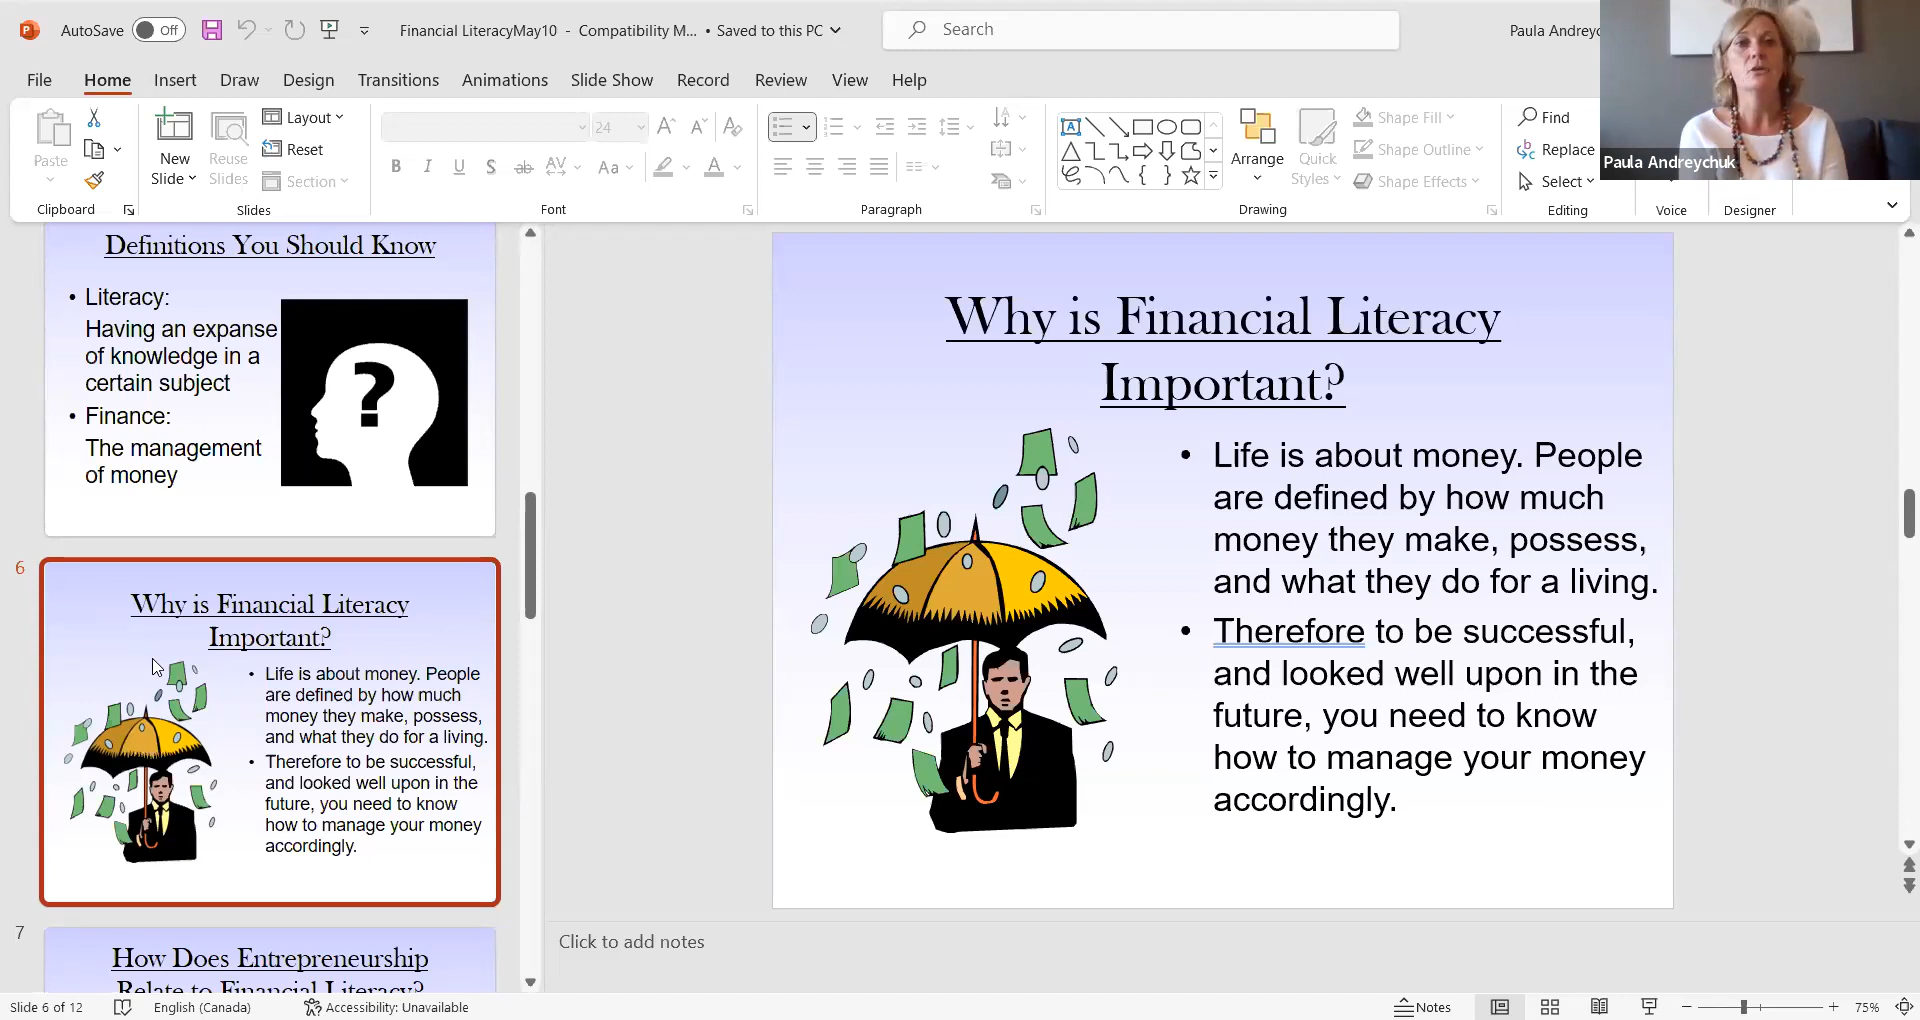 AutoSave Off Financial LiteracyMay10 - Compatibility M... • Saved to this PC Search
Paula Andreyc
File Home Insert Draw Design Transitions Animations Slide Show Record Review View Help
Paste
New
Slide
Reuse
Slides
Layout
Reset
Section
24
B I U S ab AV Aa A
Arrange
Quick
Styles
Shape Fill
Shape Outline
Shape Effects
Find
Replace
Select
Paula Andreychuk
Clipboard Slides Font Paragraph Drawing Editing Voice Designer
Definitions You Should Know
• Literacy:
Having an expanse
of knowledge in a
certain subject
• Finance:
The management
of money
?
6
Why is Financial Literacy
Important?
• Life is about money. People
are defined by how much
money they make, possess,
and what they do for a living.
• Therefore to be successful,
and looked well upon in the
future, you need to know
how to manage your money
accordingly.
7
How Does Entrepreneurship
Relate to Financial Literacy?
Why is Financial Literacy
Important?
• Life is about money. People
are defined by how much
money they make, possess,
and what they do for a living.
• Therefore to be successful,
and looked well upon in the
future, you need to know
how to manage your money
accordingly.
Click to add notes
Slide 6 of 12 English (Canada) Accessibility: Unavailable Notes 75%